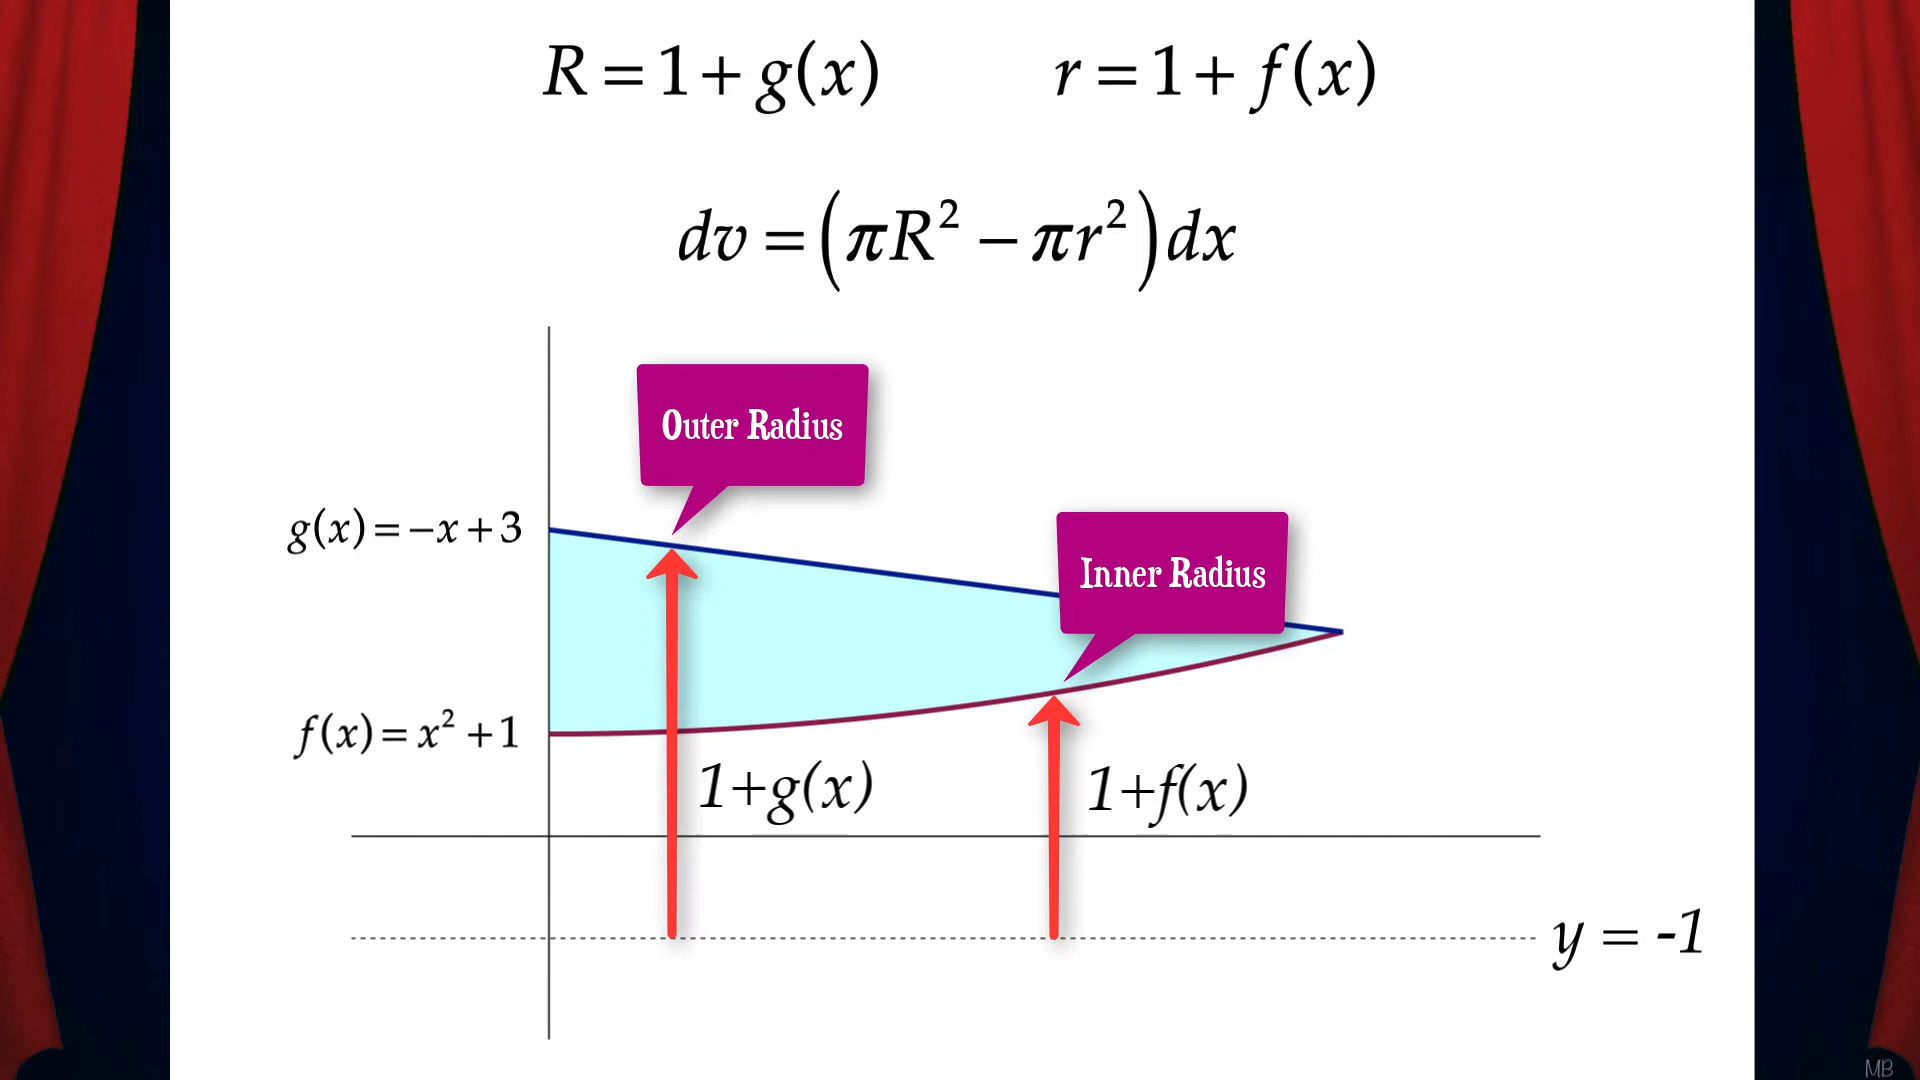 R = 1 + g(x)    r = 1 + f(x)
dv = (πR² − πr²)dx
Outer Radius
g(x) = −x + 3
Inner Radius
f(x) = x² + 1
1+g(x)    1+f(x)
y = -1
MB